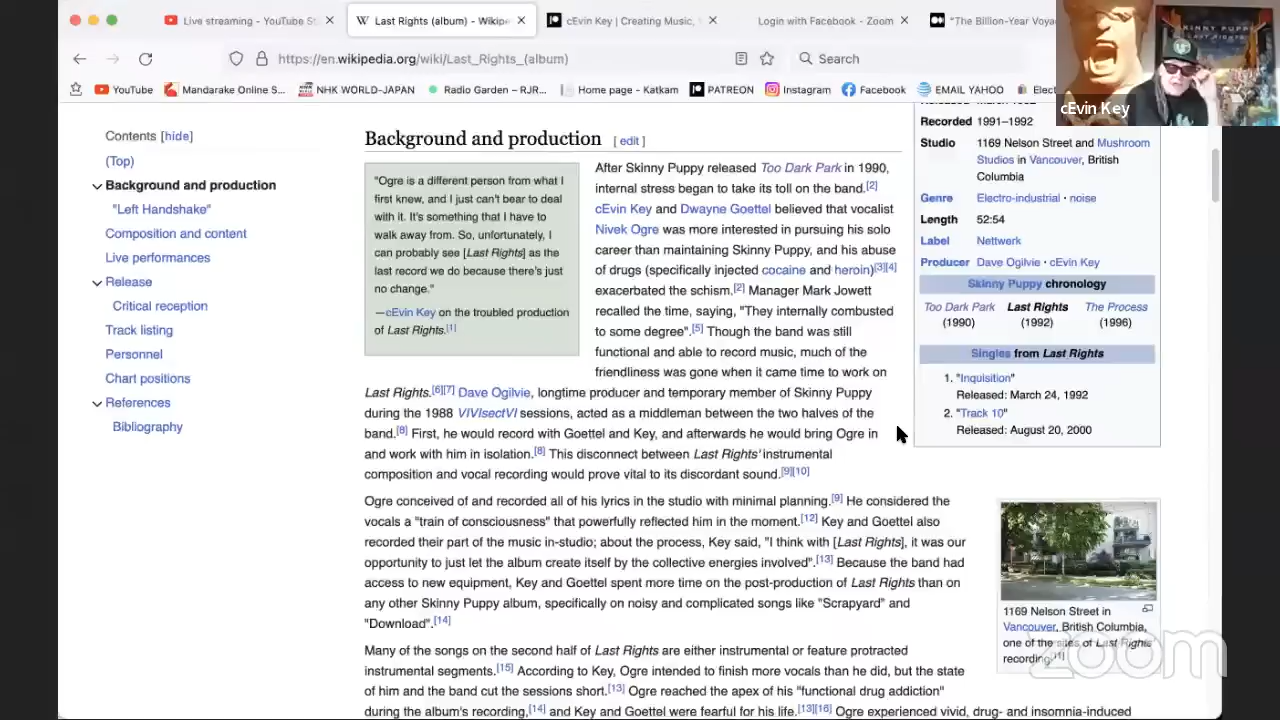 Live streaming - YouTube S
Last Rights (album) - Wikipe
cEvin Key | Creating Music,
Login with Facebook - Zoom
"The Billion-Year Voya
https://en.wikipedia.org/wiki/Last_Rights_(album)
Search
YouTube
Mandarake Online S...
NHK WORLD-JAPAN
Radio Garden – RJR...
Home page - Katkam
PATREON
Instagram
Facebook
EMAIL YAHOO
Elect
SKINNY PUPPY
LAST RIGHTS
cEvin Key
Contents [hide]
(Top)
Background and production
"Left Handshake"
Composition and content
Live performances
Release
Critical reception
Track listing
Personnel
Chart positions
References
Bibliography
Background and production [ edit ]
"Ogre is a different person from what I
first knew, and I just can't bear to deal
with it. It's something that I have to
walk away from. So, unfortunately, I
can probably see [Last Rights] as the
last record we do because there's just
no change."
—cEvin Key on the troubled production
of Last Rights.[1]
After Skinny Puppy released Too Dark Park in 1990,
internal stress began to take its toll on the band.[2]
cEvin Key and Dwayne Goettel believed that vocalist
Nivek Ogre was more interested in pursuing his solo
career than maintaining Skinny Puppy, and his abuse
of drugs (specifically injected cocaine and heroin)[3][4]
exacerbated the schism.[2] Manager Mark Jowett
recalled the time, saying, "They internally combusted
to some degree".[5] Though the band was still
functional and able to record music, much of the
friendliness was gone when it came time to work on
Last Rights.[6][7] Dave Ogilvie, longtime producer and temporary member of Skinny Puppy
during the 1988 VIVIsectVI sessions, acted as a middleman between the two halves of the
band.[8] First, he would record with Goettel and Key, and afterwards he would bring Ogre in
and work with him in isolation.[8] This disconnect between Last Rights' instrumental
composition and vocal recording would prove vital to its discordant sound.[9][10]
Ogre conceived of and recorded all of his lyrics in the studio with minimal planning.[9] He considered the
vocals a "train of consciousness" that powerfully reflected him in the moment.[12] Key and Goettel also
recorded their part of the music in-studio; about the process, Key said, "I think with [Last Rights], it was our
opportunity to just let the album create itself by the collective energies involved".[13] Because the band had
access to new equipment, Key and Goettel spent more time on the post-production of Last Rights than on
any other Skinny Puppy album, specifically on noisy and complicated songs like "Scrapyard" and
"Download".[14]
Many of the songs on the second half of Last Rights are either instrumental or feature protracted
instrumental segments.[15] According to Key, Ogre intended to finish more vocals than he did, but the state
of him and the band cut the sessions short.[13] Ogre reached the apex of his "functional drug addiction"
during the album's recording,[14] and Key and Goettel were fearful for his life.[13][16] Ogre experienced vivid, drug- and insomnia-induced
Recorded 1991–1992
Studio 1169 Nelson Street and Mushroom
Studios in Vancouver, British
Columbia
Genre Electro-industrial · noise
Length 52:54
Label Nettwerk
Producer Dave Ogilvie · cEvin Key
Skinny Puppy chronology
Too Dark Park Last Rights The Process
(1990) (1992) (1996)
Singles from Last Rights
1. "Inquisition"
Released: March 24, 1992
2. "Track 10"
Released: August 20, 2000
1169 Nelson Street in
Vancouver, British Columbia,
one of the sites of Last Rights'
recording.[11]
zoom